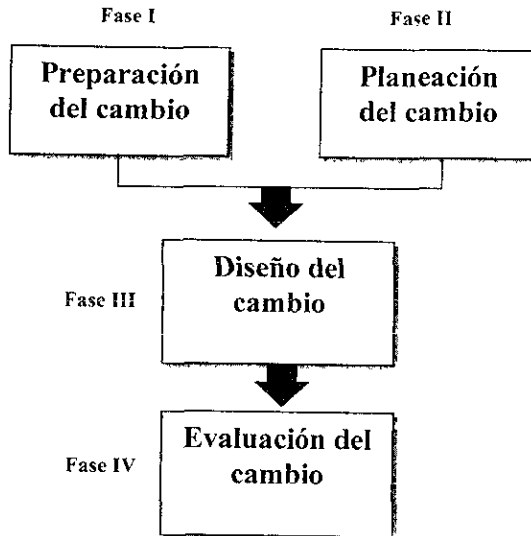 Fase I
Fase II
Preparación
del cambio
Planeación
del cambio
Fase III
Diseño del
cambio
Fase IV
Evaluación del
cambio